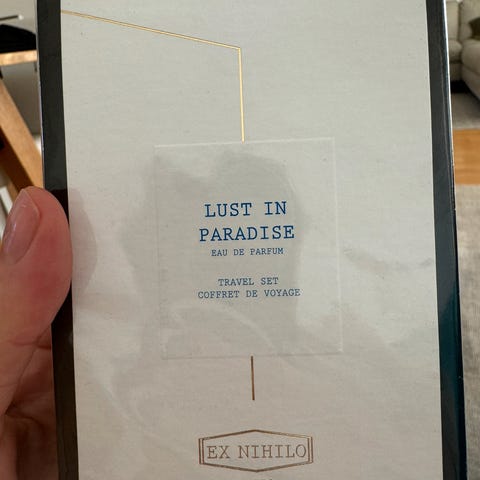 LUST IN
PARADISE
EAU DE PARFUM
TRAVEL SET
COFFRET DE VOYAGE
EX NIHILO